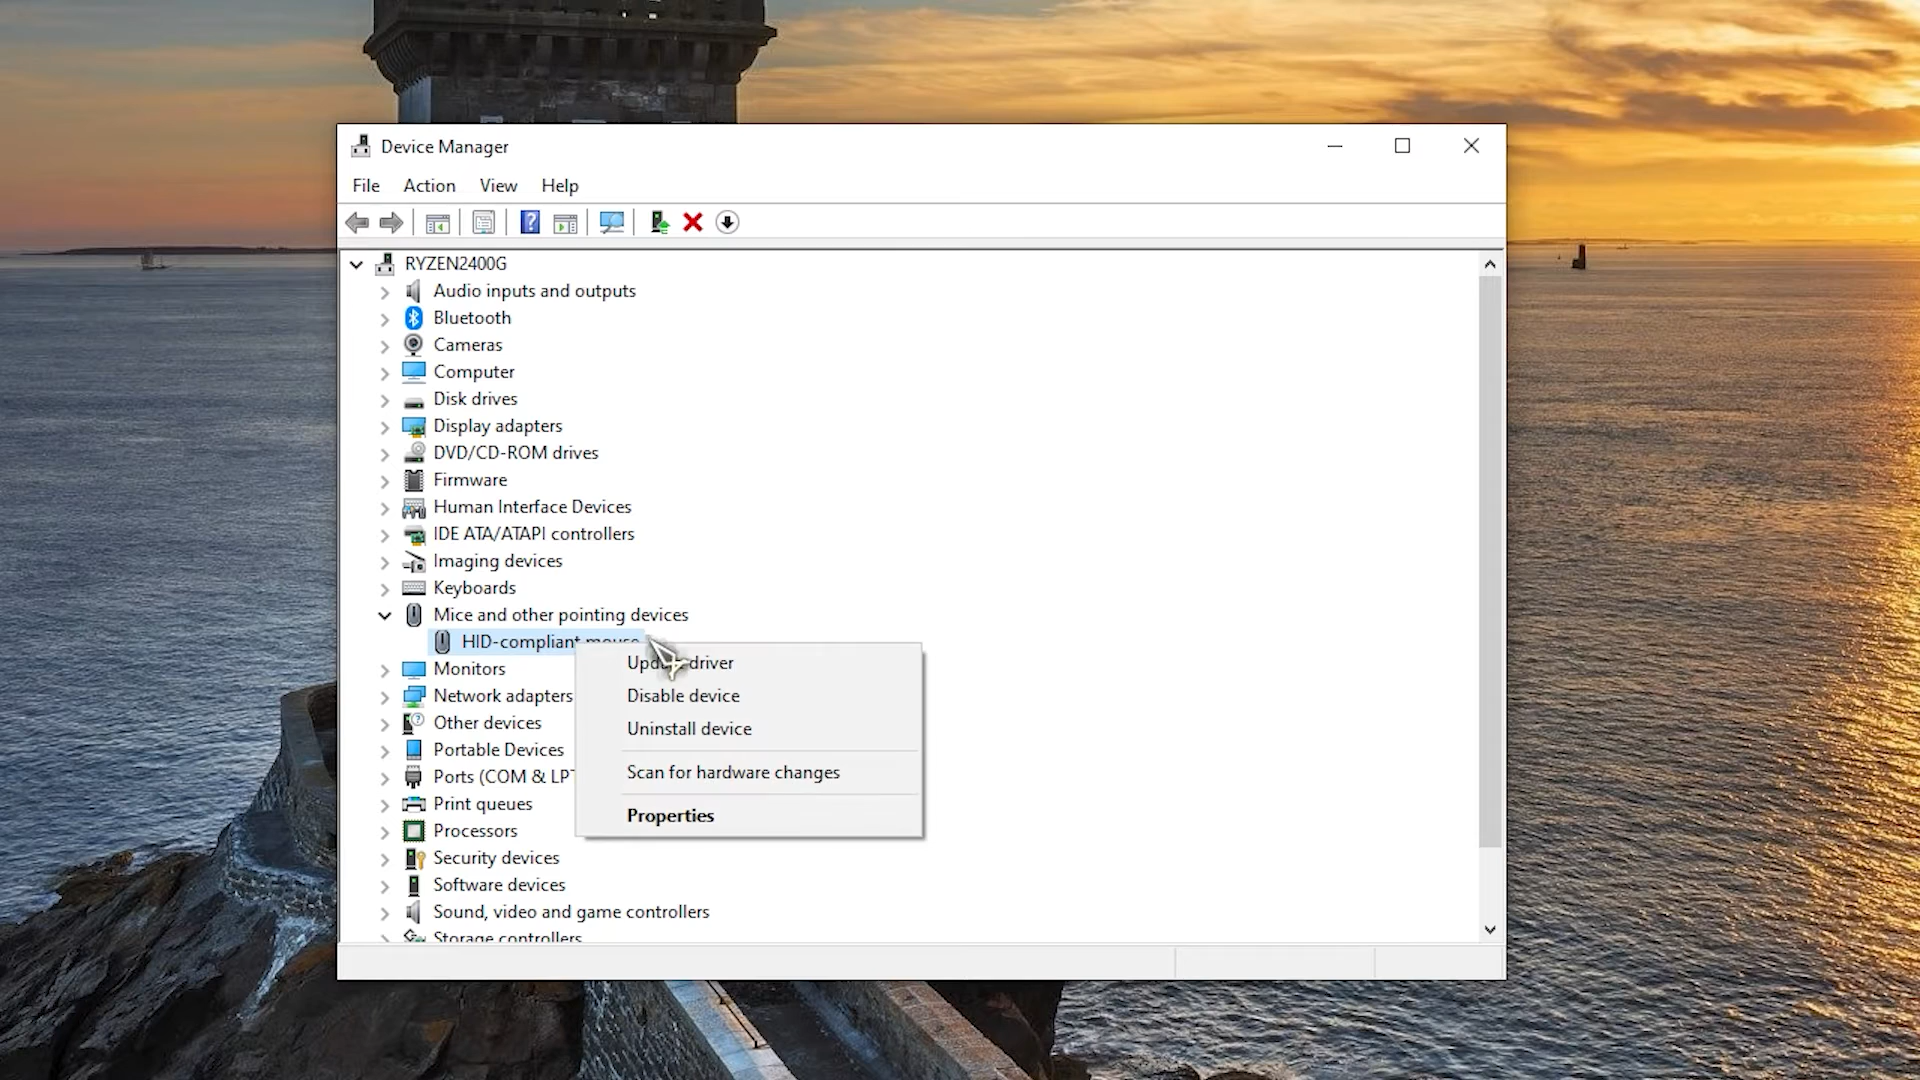 Device Manager
File Action View Help
RYZEN2400G
Audio inputs and outputs
Bluetooth
Cameras
Computer
Disk drives
Display adapters
DVD/CD-ROM drives
Firmware
Human Interface Devices
IDE ATA/ATAPI controllers
Imaging devices
Keyboards
Mice and other pointing devices
HID-compliant mouse
Update driver
Disable device
Uninstall device
Scan for hardware changes
Properties
Monitors
Network adapters
Other devices
Portable Devices
Ports (COM & LPT
Print queues
Processors
Security devices
Software devices
Sound, video and game controllers
Storage controllers